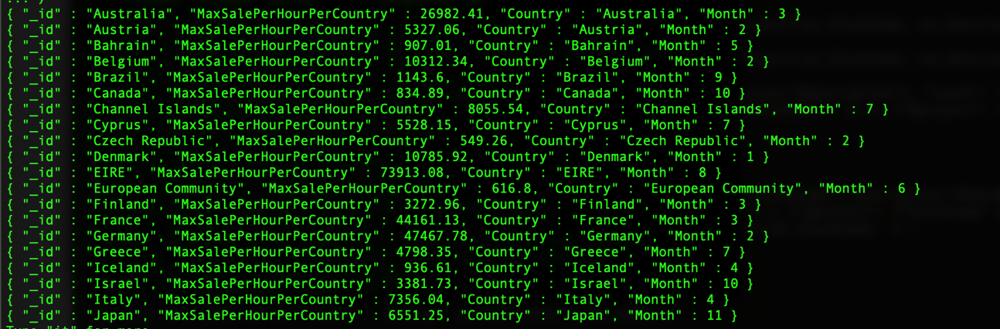 ... )
{ "_id" : "Australia", "MaxSalePerHourPerCountry" : 26982.41, "Country" : "Australia", "Month" : 3 }
{ "_id" : "Austria", "MaxSalePerHourPerCountry" : 5327.06, "Country" : "Austria", "Month" : 2 }
{ "_id" : "Bahrain", "MaxSalePerHourPerCountry" : 907.01, "Country" : "Bahrain", "Month" : 5 }
{ "_id" : "Belgium", "MaxSalePerHourPerCountry" : 10312.34, "Country" : "Belgium", "Month" : 2 }
{ "_id" : "Brazil", "MaxSalePerHourPerCountry" : 1143.6, "Country" : "Brazil", "Month" : 9 }
{ "_id" : "Canada", "MaxSalePerHourPerCountry" : 834.89, "Country" : "Canada", "Month" : 10 }
{ "_id" : "Channel Islands", "MaxSalePerHourPerCountry" : 8055.54, "Country" : "Channel Islands", "Month" : 7 }
{ "_id" : "Cyprus", "MaxSalePerHourPerCountry" : 5528.15, "Country" : "Cyprus", "Month" : 7 }
{ "_id" : "Czech Republic", "MaxSalePerHourPerCountry" : 549.26, "Country" : "Czech Republic", "Month" : 2 }
{ "_id" : "Denmark", "MaxSalePerHourPerCountry" : 10785.92, "Country" : "Denmark", "Month" : 1 }
{ "_id" : "EIRE", "MaxSalePerHourPerCountry" : 73913.08, "Country" : "EIRE", "Month" : 8 }
{ "_id" : "European Community", "MaxSalePerHourPerCountry" : 616.8, "Country" : "European Community", "Month" : 6 }
{ "_id" : "Finland", "MaxSalePerHourPerCountry" : 3272.96, "Country" : "Finland", "Month" : 3 }
{ "_id" : "France", "MaxSalePerHourPerCountry" : 44161.13, "Country" : "France", "Month" : 3 }
{ "_id" : "Germany", "MaxSalePerHourPerCountry" : 47467.78, "Country" : "Germany", "Month" : 2 }
{ "_id" : "Greece", "MaxSalePerHourPerCountry" : 4798.35, "Country" : "Greece", "Month" : 7 }
{ "_id" : "Iceland", "MaxSalePerHourPerCountry" : 936.61, "Country" : "Iceland", "Month" : 4 }
{ "_id" : "Israel", "MaxSalePerHourPerCountry" : 3381.73, "Country" : "Israel", "Month" : 10 }
{ "_id" : "Italy", "MaxSalePerHourPerCountry" : 7356.04, "Country" : "Italy", "Month" : 4 }
{ "_id" : "Japan", "MaxSalePerHourPerCountry" : 6551.25, "Country" : "Japan", "Month" : 11 }
Type "it" for more